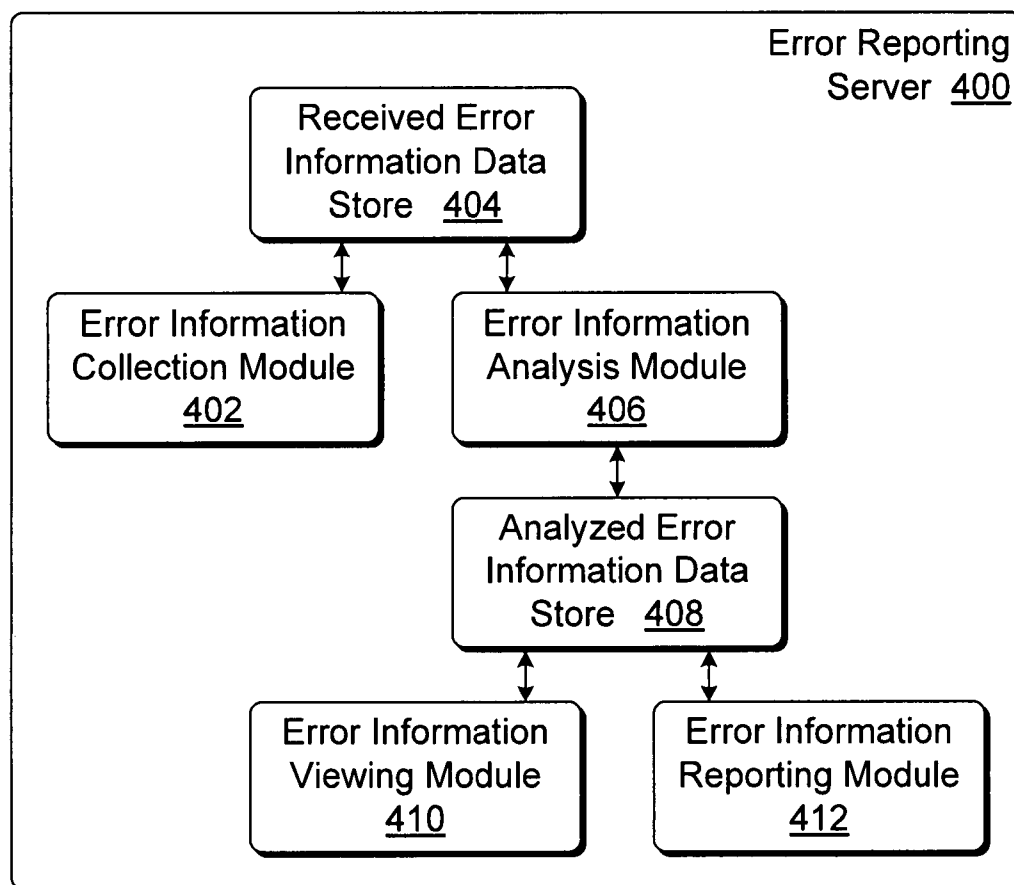 Error Reporting
Server 400
Received Error
Information Data
Store 404
Error Information
Collection Module
402
Error Information
Analysis Module
406
Analyzed Error
Information Data
Store 408
Error Information
Viewing Module
410
Error Information
Reporting Module
412